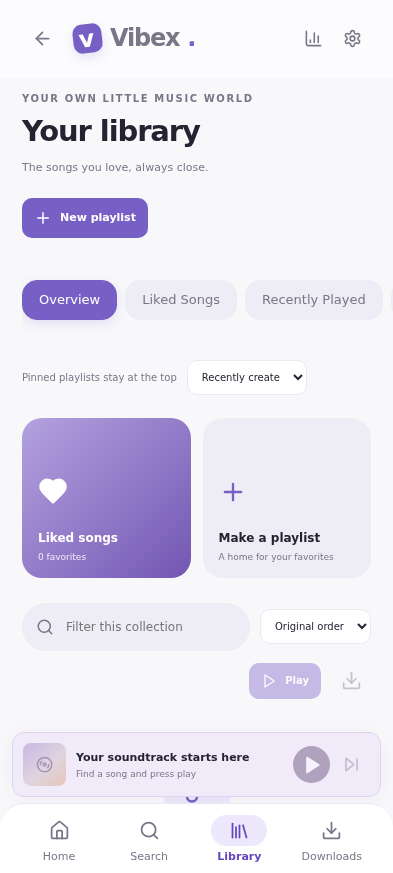 V Vibex .
YOUR OWN LITTLE MUSIC WORLD
Your library
The songs you love, always close.
New playlist
Overview
Liked Songs
Recently Played
Pinned playlists stay at the top
Recently create
Liked songs
0 favorites
Make a playlist
A home for your favorites
Filter this collection
Original order
Play
Your soundtrack starts here
Find a song and press play
Home
Search
Library
Downloads